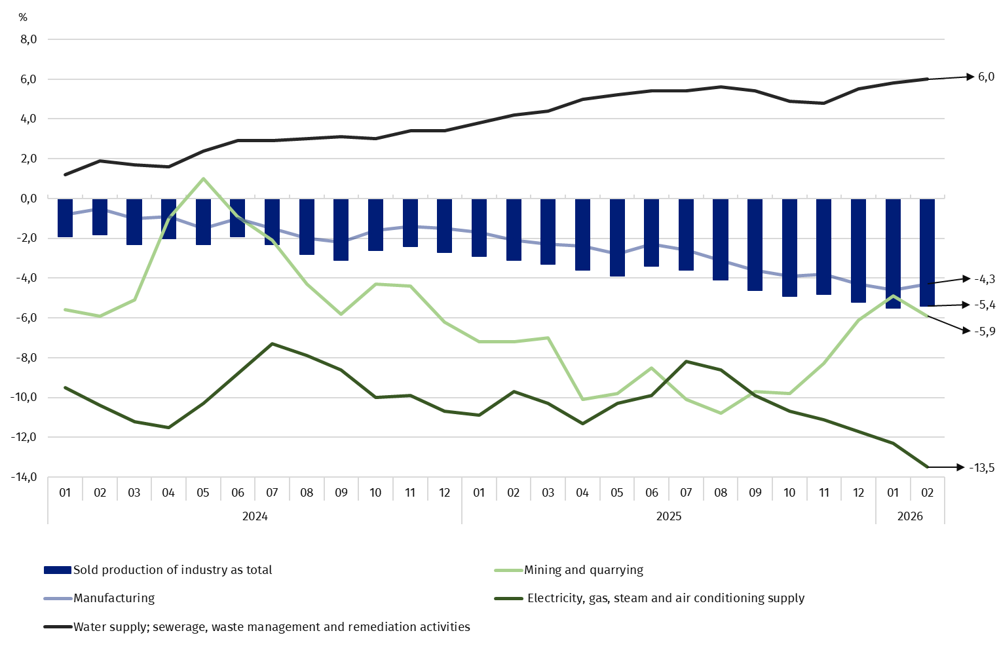 %
8,0
6,0
4,0
2,0
0,0
-2,0
-4,0
-6,0
-8,0
-10,0
-12,0
-14,0
6,0
-4,3
-5,4
-5,9
-13,5
01 02 03 04 05 06 07 08 09 10 11 12 01 02 03 04 05 06 07 08 09 10 11 12 01 02
2024 2025 2026
Sold production of industry as total
Mining and quarrying
Manufacturing
Electricity, gas, steam and air conditioning supply
Water supply; sewerage, waste management and remediation activities